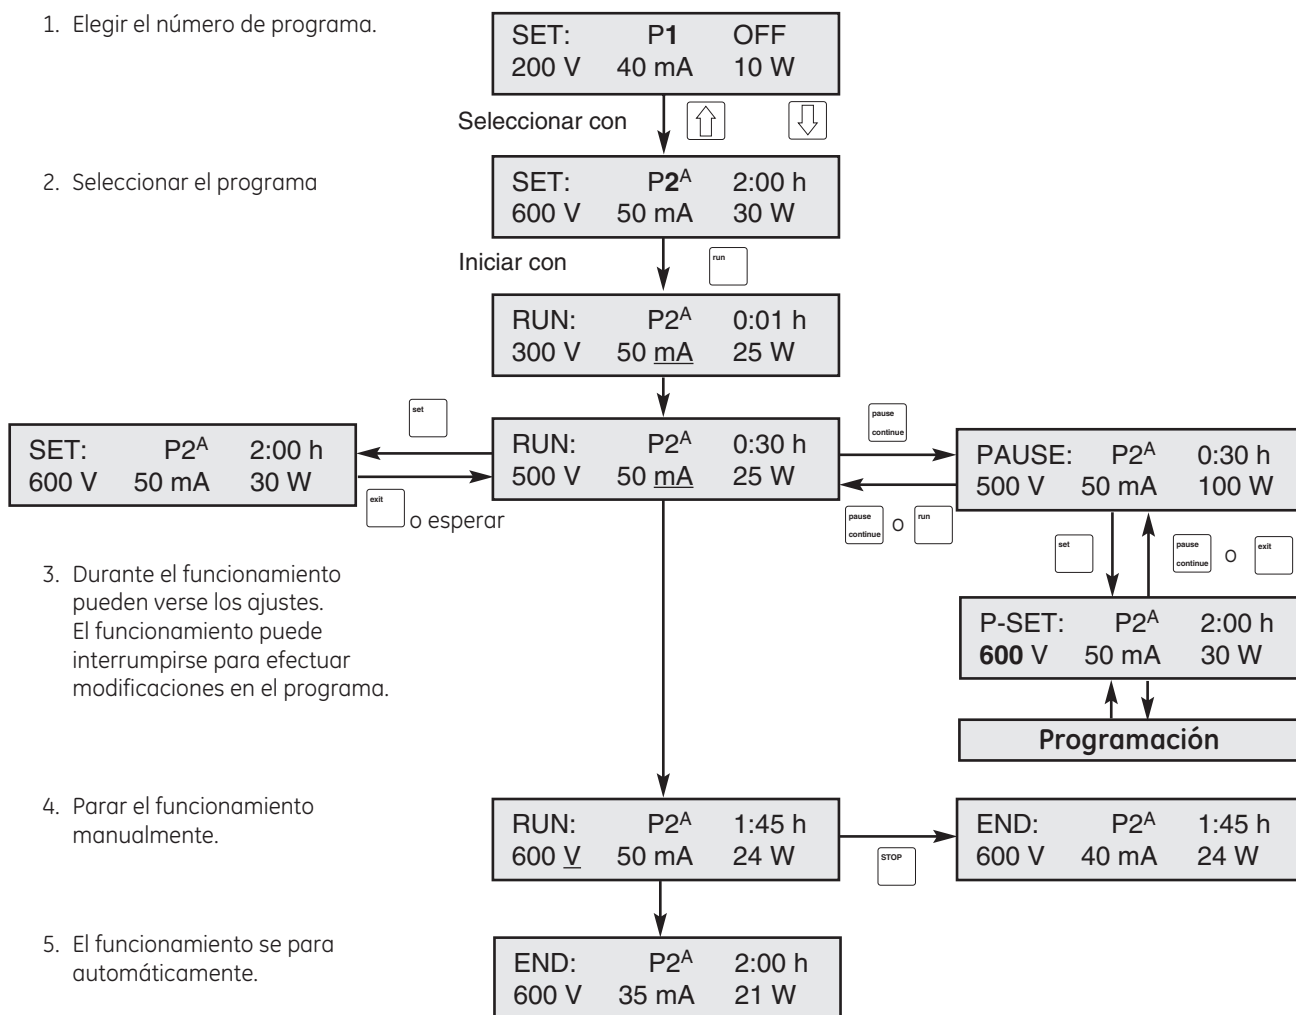 1. Elegir el número de programa.
SET: P1 OFF
200 V 40 mA 10 W
Seleccionar con
2. Seleccionar el programa
SET: P2ᴬ 2:00 h
600 V 50 mA 30 W
Iniciar con
run
RUN: P2ᴬ 0:01 h
300 V 50 mA 25 W
set
SET: P2ᴬ 2:00 h
600 V 50 mA 30 W
exit
o esperar
RUN: P2ᴬ 0:30 h
500 V 50 mA 25 W
pause
continue
pause
continue
o
run
PAUSE: P2ᴬ 0:30 h
500 V 50 mA 100 W
set
pause
continue
o
exit
P-SET: P2ᴬ 2:00 h
600 V 50 mA 30 W
Programación
3. Durante el funcionamiento
pueden verse los ajustes.
El funcionamiento puede
interrumpirse para efectuar
modificaciones en el programa.
4. Parar el funcionamiento
manualmente.
RUN: P2ᴬ 1:45 h
600 V 50 mA 24 W
STOP
END: P2ᴬ 1:45 h
600 V 40 mA 24 W
5. El funcionamiento se para
automáticamente.
END: P2ᴬ 2:00 h
600 V 35 mA 21 W